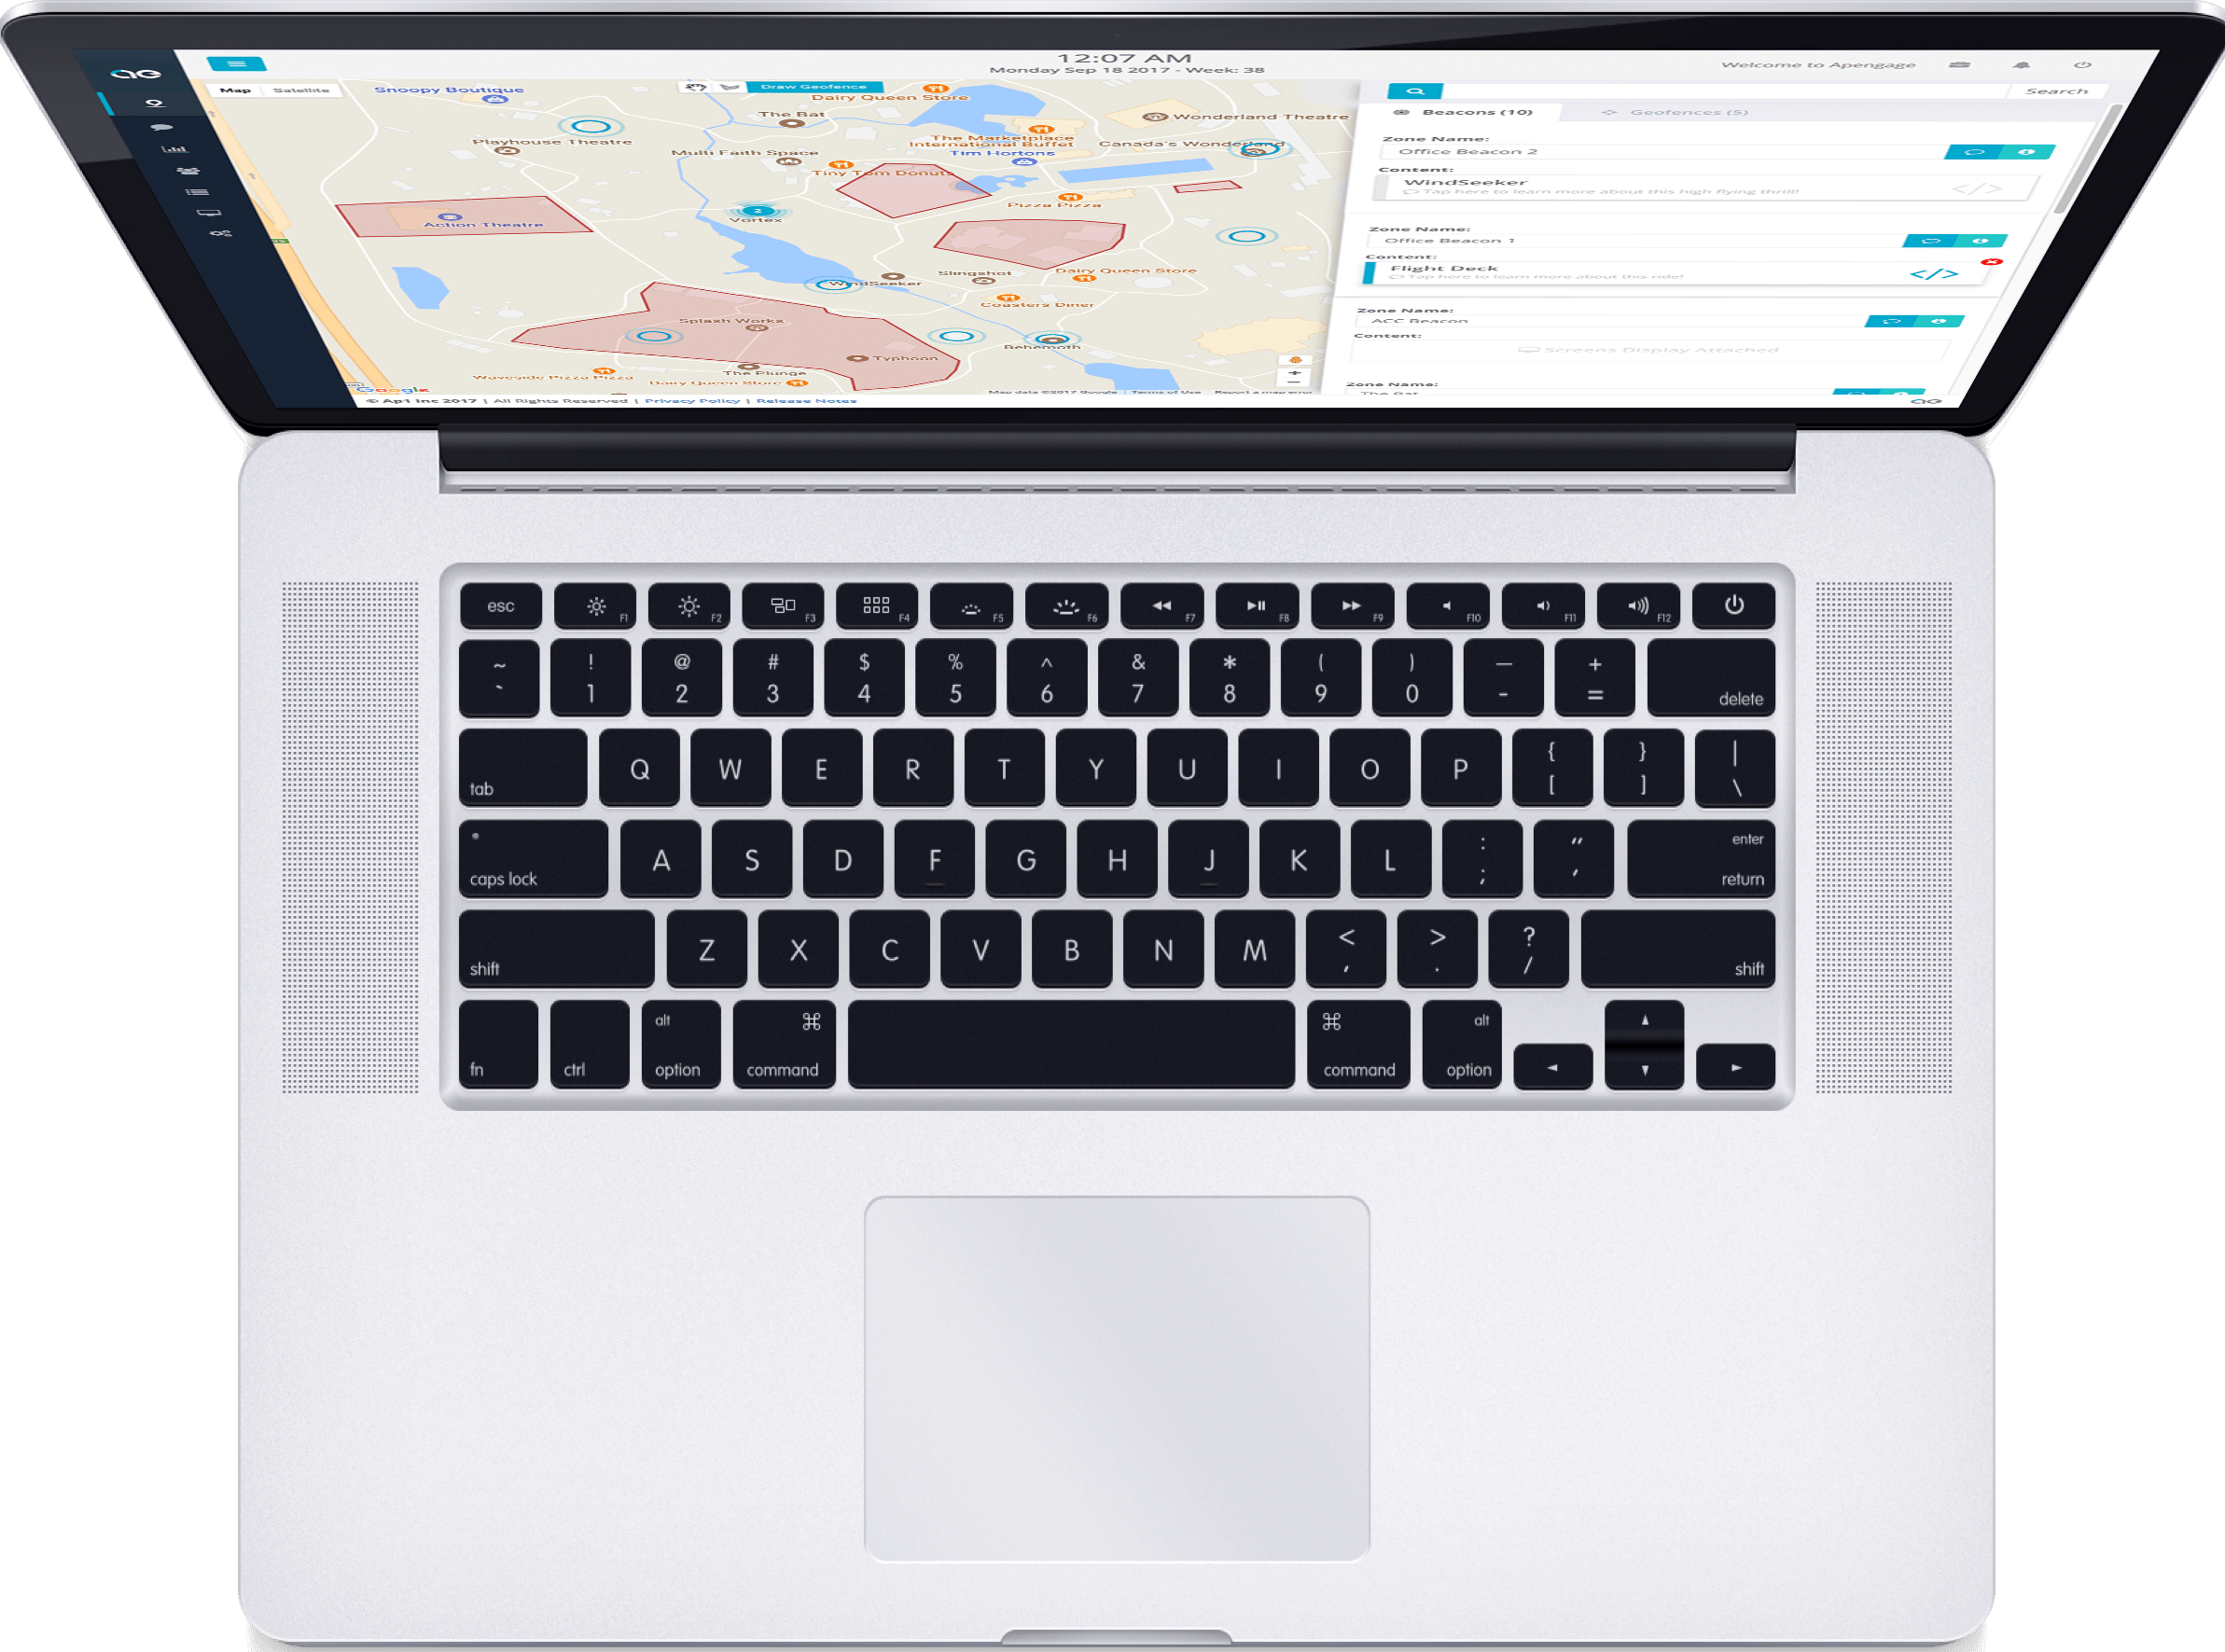 ae
12:07 AM
Monday Sep 18 2017 - Week: 38
Welcome to Apengage
Map
Satellite
Snoopy Boutique
Draw Geofence
Dairy Queen Store
The Bat
Wonderland Theatre
Playhouse Theatre
The Marketplace
International Buffet
Canada's Wonderland
Multi Faith Space
Tim Hortons
Tiny Tom Donuts
Pizza Pizza
Action Theatre
2
Vortex
Slingshot
Dairy Queen Store
WindSeeker
Coasters Diner
Splash Works
Behemoth
Typhoon
The Plunge
Waveside Pizza Pizza
Dairy Queen Store
Google
Map data ©2017 Google
Terms of Use
Report a map error
© Ap1 Inc 2017 | All Rights Reserved | Privacy Policy | Release Notes
Search
Beacons (10)
Geofences (5)
Zone Name:
Office Beacon 2
Content:
WindSeeker
Tap here to learn more about this high flying thrill!
</>
Zone Name:
Office Beacon 1
Content:
Flight Deck
Tap here to learn more about this ride!
</>
Zone Name:
ACC Beacon
Content:
Screens Display Attached
Zone Name:
The Bar
ae
esc F1 F2 F3 F4 F5 F6 F7 F8 F9 F10 F11 F12
~ ! @ # $ % ^ & * ( ) — +
` 1 2 3 4 5 6 7 8 9 0 - = delete
tab Q W E R T Y U I O P { [ } ] | \
caps lock A S D F G H J K L : ; “ ‘ enter return
shift Z X C V B N M < , > . ? / shift
fn ctrl alt option ⌘ command ⌘ command alt option ◄ ▲ ▼ ►